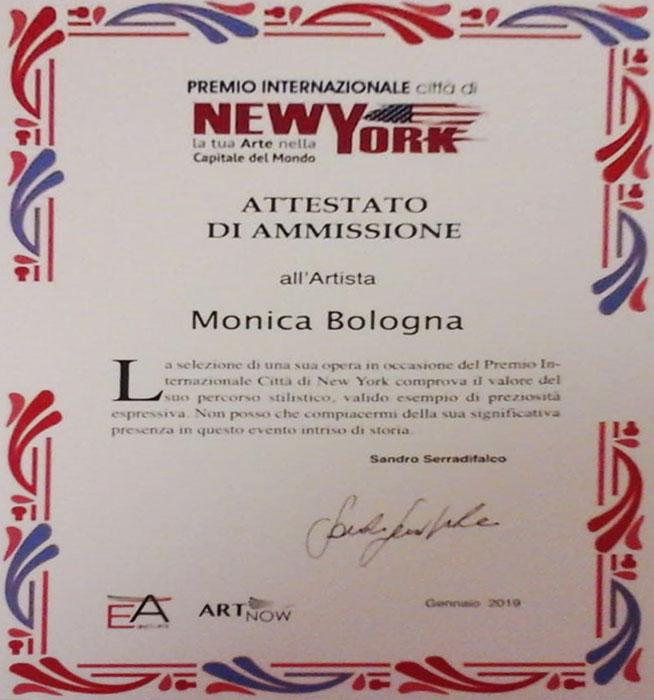 PREMIO INTERNAZIONALE città di
NEW YORK
la tua Arte nella
Capitale del Mondo
ATTESTATO
DI AMMISSIONE
all'Artista
Monica Bologna
La selezione di una sua opera in occasione del Premio In-
ternazionale Città di New York comprova il valore del
suo percorso stilistico, valido esempio di preziosità
espressiva. Non posso che compiacermi della sua significativa
presenza in questo evento intriso di storia.
Sandro Serradifalco
EA
ART NOW
Gennaio 2019